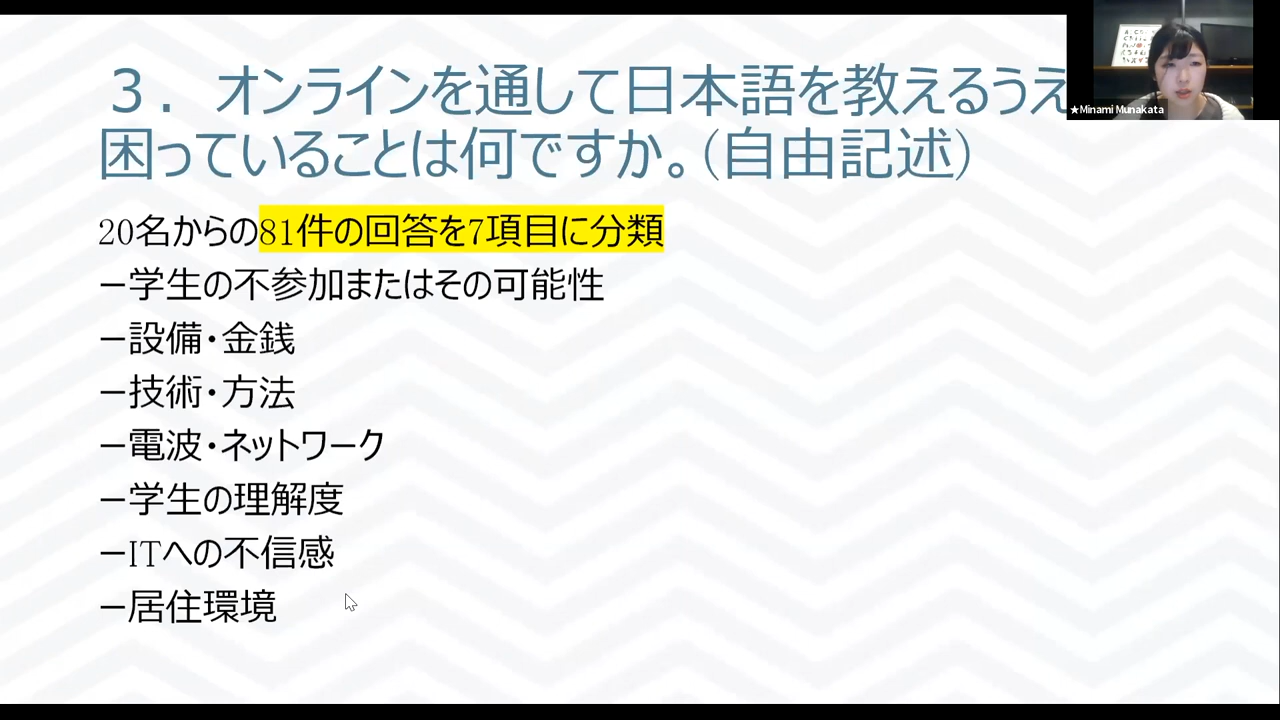 ３．オンラインを通して日本語を教えるうえ
困っていることは何ですか。(自由記述)
20名からの81件の回答を7項目に分類
ー学生の不参加またはその可能性
ー設備・金銭
ー技術・方法
ー電波・ネットワーク
ー学生の理解度
ーITへの不信感
ー居住環境
★Minami Munakata